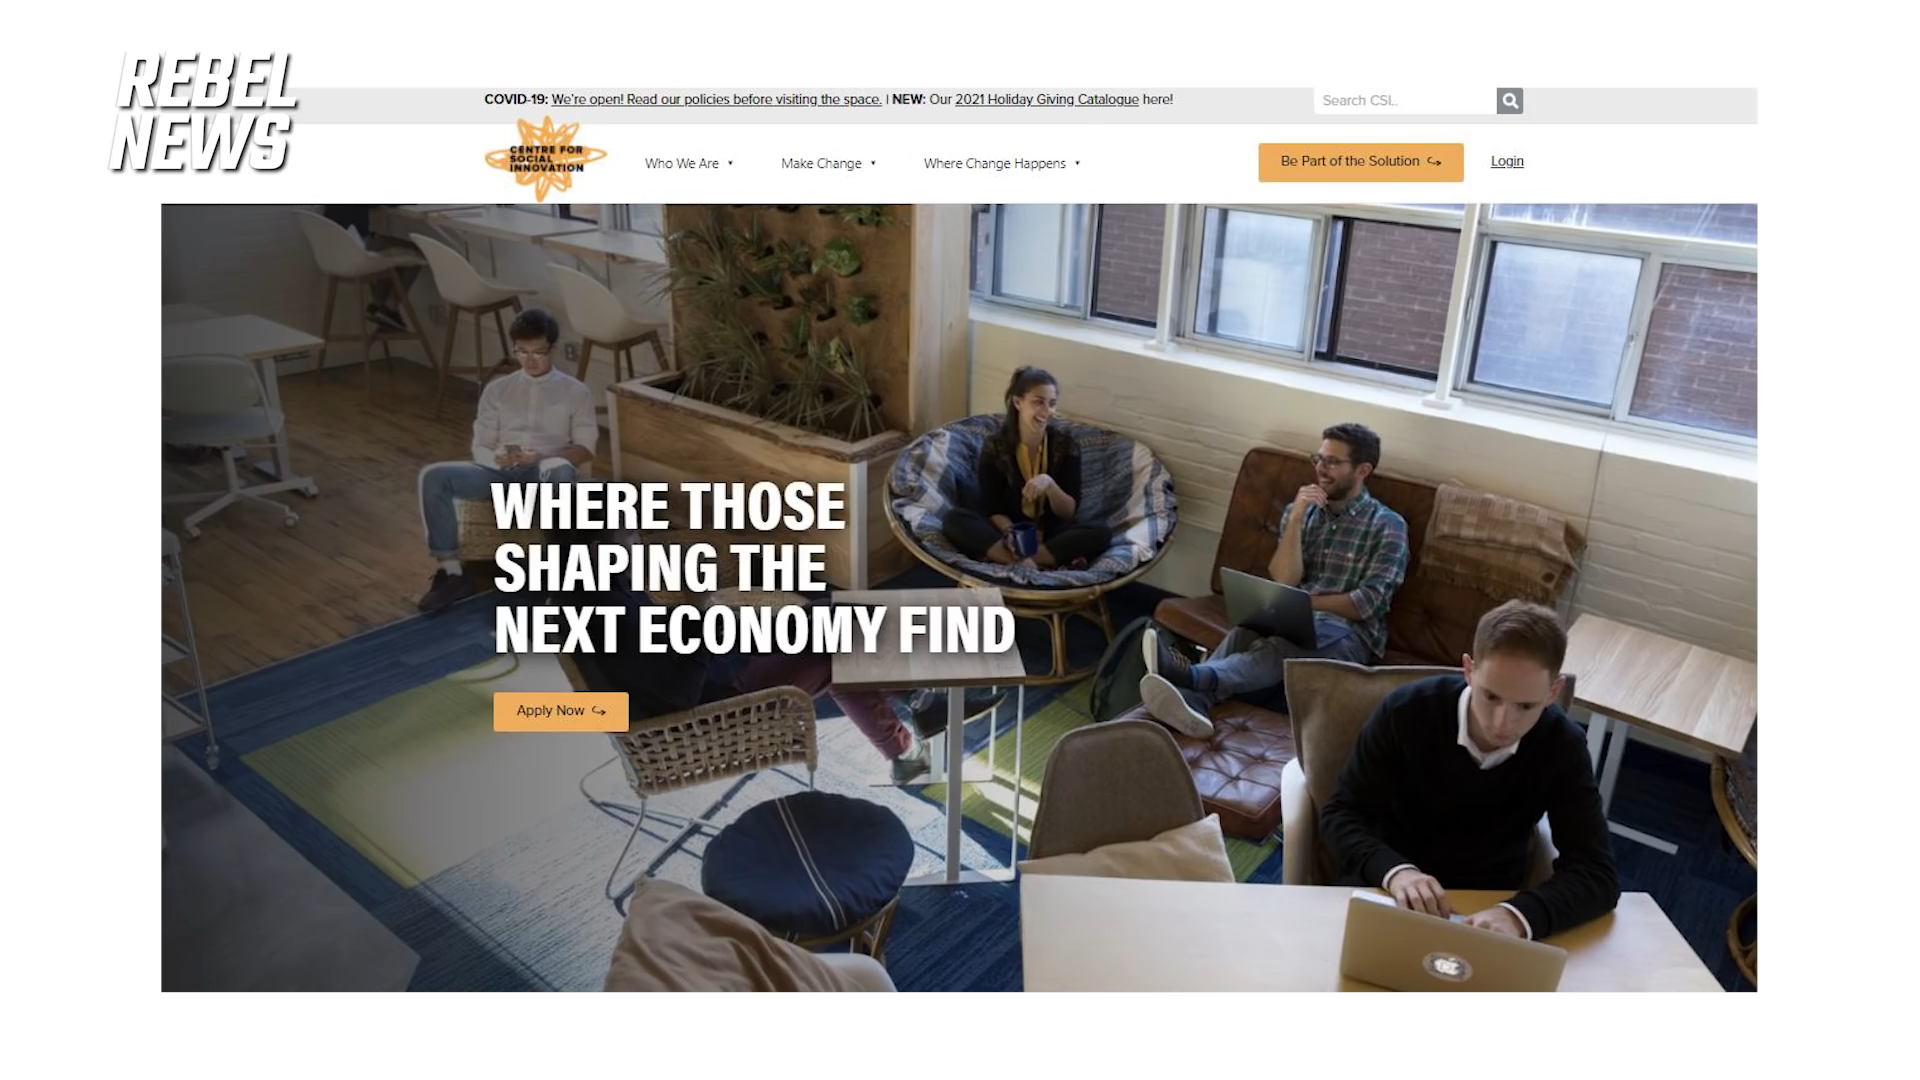 REBEL
NEWS
COVID-19: We're open! Read our policies before visiting the space. | NEW: Our 2021 Holiday Giving Catalogue here!
Search CSI..
CENTRE FOR
SOCIAL
INNOVATION
Who We Are
Make Change
Where Change Happens
Be Part of the Solution
Login
WHERE THOSE
SHAPING THE
NEXT ECONOMY FIND
Apply Now